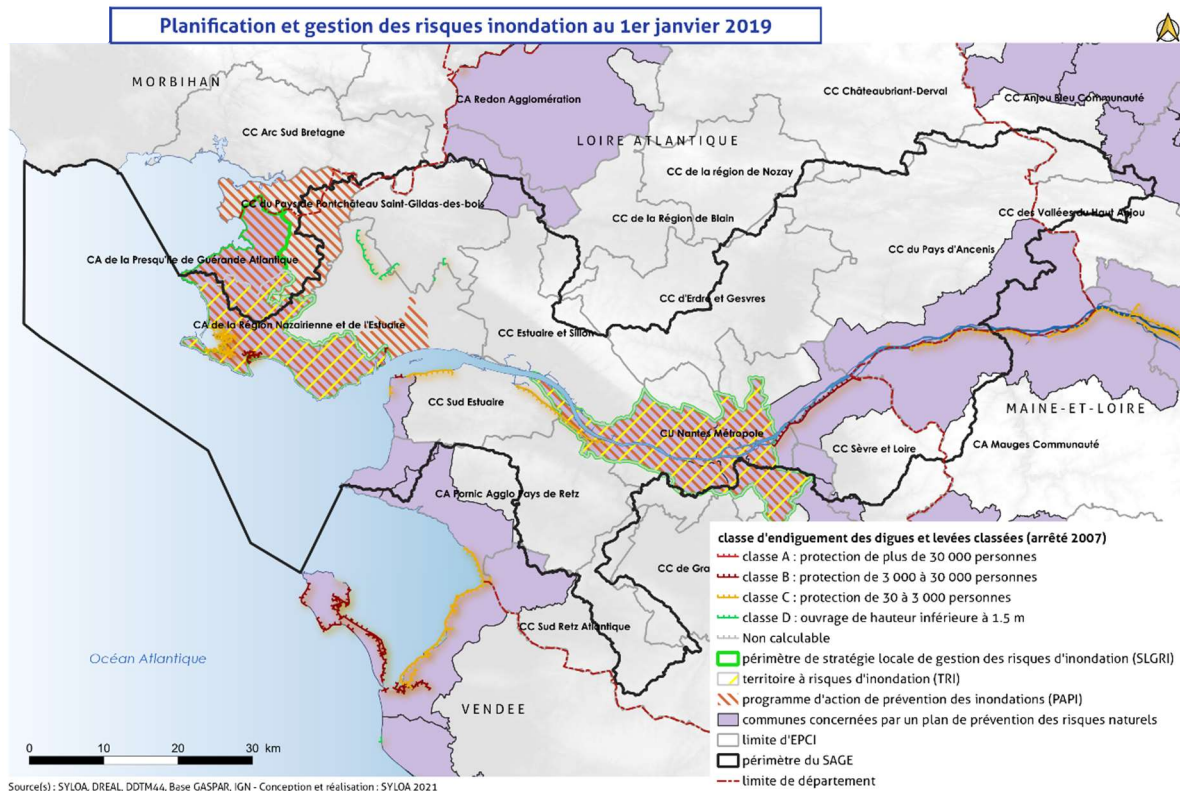 Planification et gestion des risques inondation au 1er janvier 2019
MORBIHAN
CA Redon Agglomération
CC Châteaubriant-Derval
CC Anjou Bleu Communauté
CC Arc Sud Bretagne
LOIRE ATLANTIQUE
CC de la région de Nozay
CC du Pays de Pontchâteau Saint-Gildas-des-bois
CC de la Région de Blain
CC des Vallées du Haut Anjou
CC du Pays d'Ancenis
CA de la Presqu'île de Guérande Atlantique
CC d'Erdre et Gesvres
CA de la Région Nazairienne et de l'Estuaire
CC Estuaire et Sillon
CC Sud Estuaire
MAINE-ET-LOIRE
CU Nantes Métropole
CC Sèvre et Loire
CA Mauges Communauté
CA Pornic Agglo Pays de Retz
CC de Gra
CC Sud Retz Atlantique
Océan Atlantique
VENDEE
classe d'endiguement des digues et levées classées (arrêté 2007)
classe A : protection de plus de 30 000 personnes
classe B : protection de 3 000 à 30 000 personnes
classe C : protection de 30 à 3 000 personnes
classe D : ouvrage de hauteur inférieure à 1.5 m
Non calculable
périmètre de stratégie locale de gestion des risques d'inondation (SLGRI)
territoire à risques d'inondation (TRI)
programme d'action de prévention des inondations (PAPI)
communes concernées par un plan de prévention des risques naturels
limite d'EPCI
périmètre du SAGE
limite de département
0 10 20 30 km
Source(s) : SYLOA, DREAL, DDTM44, Base GASPAR, IGN - Conception et réalisation : SYLOA 2021